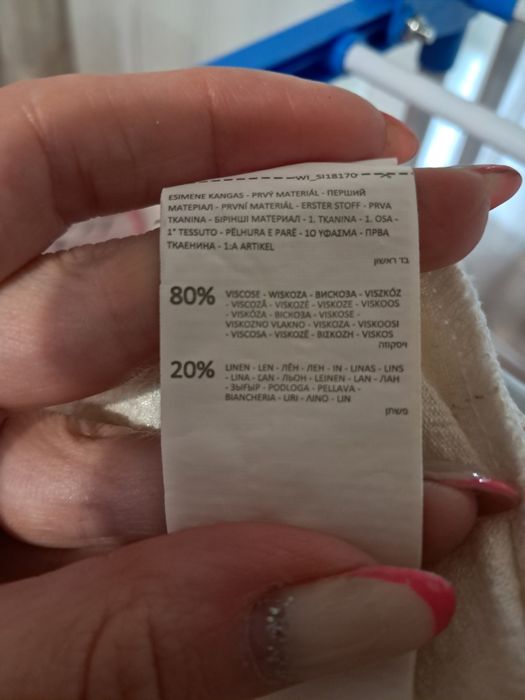 WI_SI18170
ESIMENE KANGAS - PRVÝ MATERIÁL - ПЕРШИЙ
МАТЕРІАЛ - PRVNÍ MATERIÁL - ERSTER STOFF - PRVA
TKANINA - БІРІНШІ МАТЕРИАЛ - 1. TKANINA - 1. OSA -
1° TESSUTO - PËLHURA E PARË - 1O ΥΦΑΣΜΑ - ПРВА
ТКАЕНИНА - 1:A ARTIKEL
בד ראשון
80% VISCOSE - WISKOZA - ВИСКОЗА - VISZKÓZ
- VISCOZĂ - VISKOZĖ - VISKOZE - VISKOOS
- VISKÓZA - ВІСКОЗА - VISKOSE -
VISKOZNO VLAKNO - VISKOZA - VISKOOSI
- VISCOSA - VISKOZË - ΒΙΣΚΟΖΗ - VISKOS
ויסקוזה
20% LINEN - LEN - ЛЁН - ЛЕН - IN - LINAS - LINS
- LINA - ĽAN - ЛЬОН - LEINEN - LAN - ЛАН
- ЗЫҒЫР - PODLOGA - PELLAVA -
BIANCHERIA - LIRI - ΛΙΝΟ - LIN
פשתן